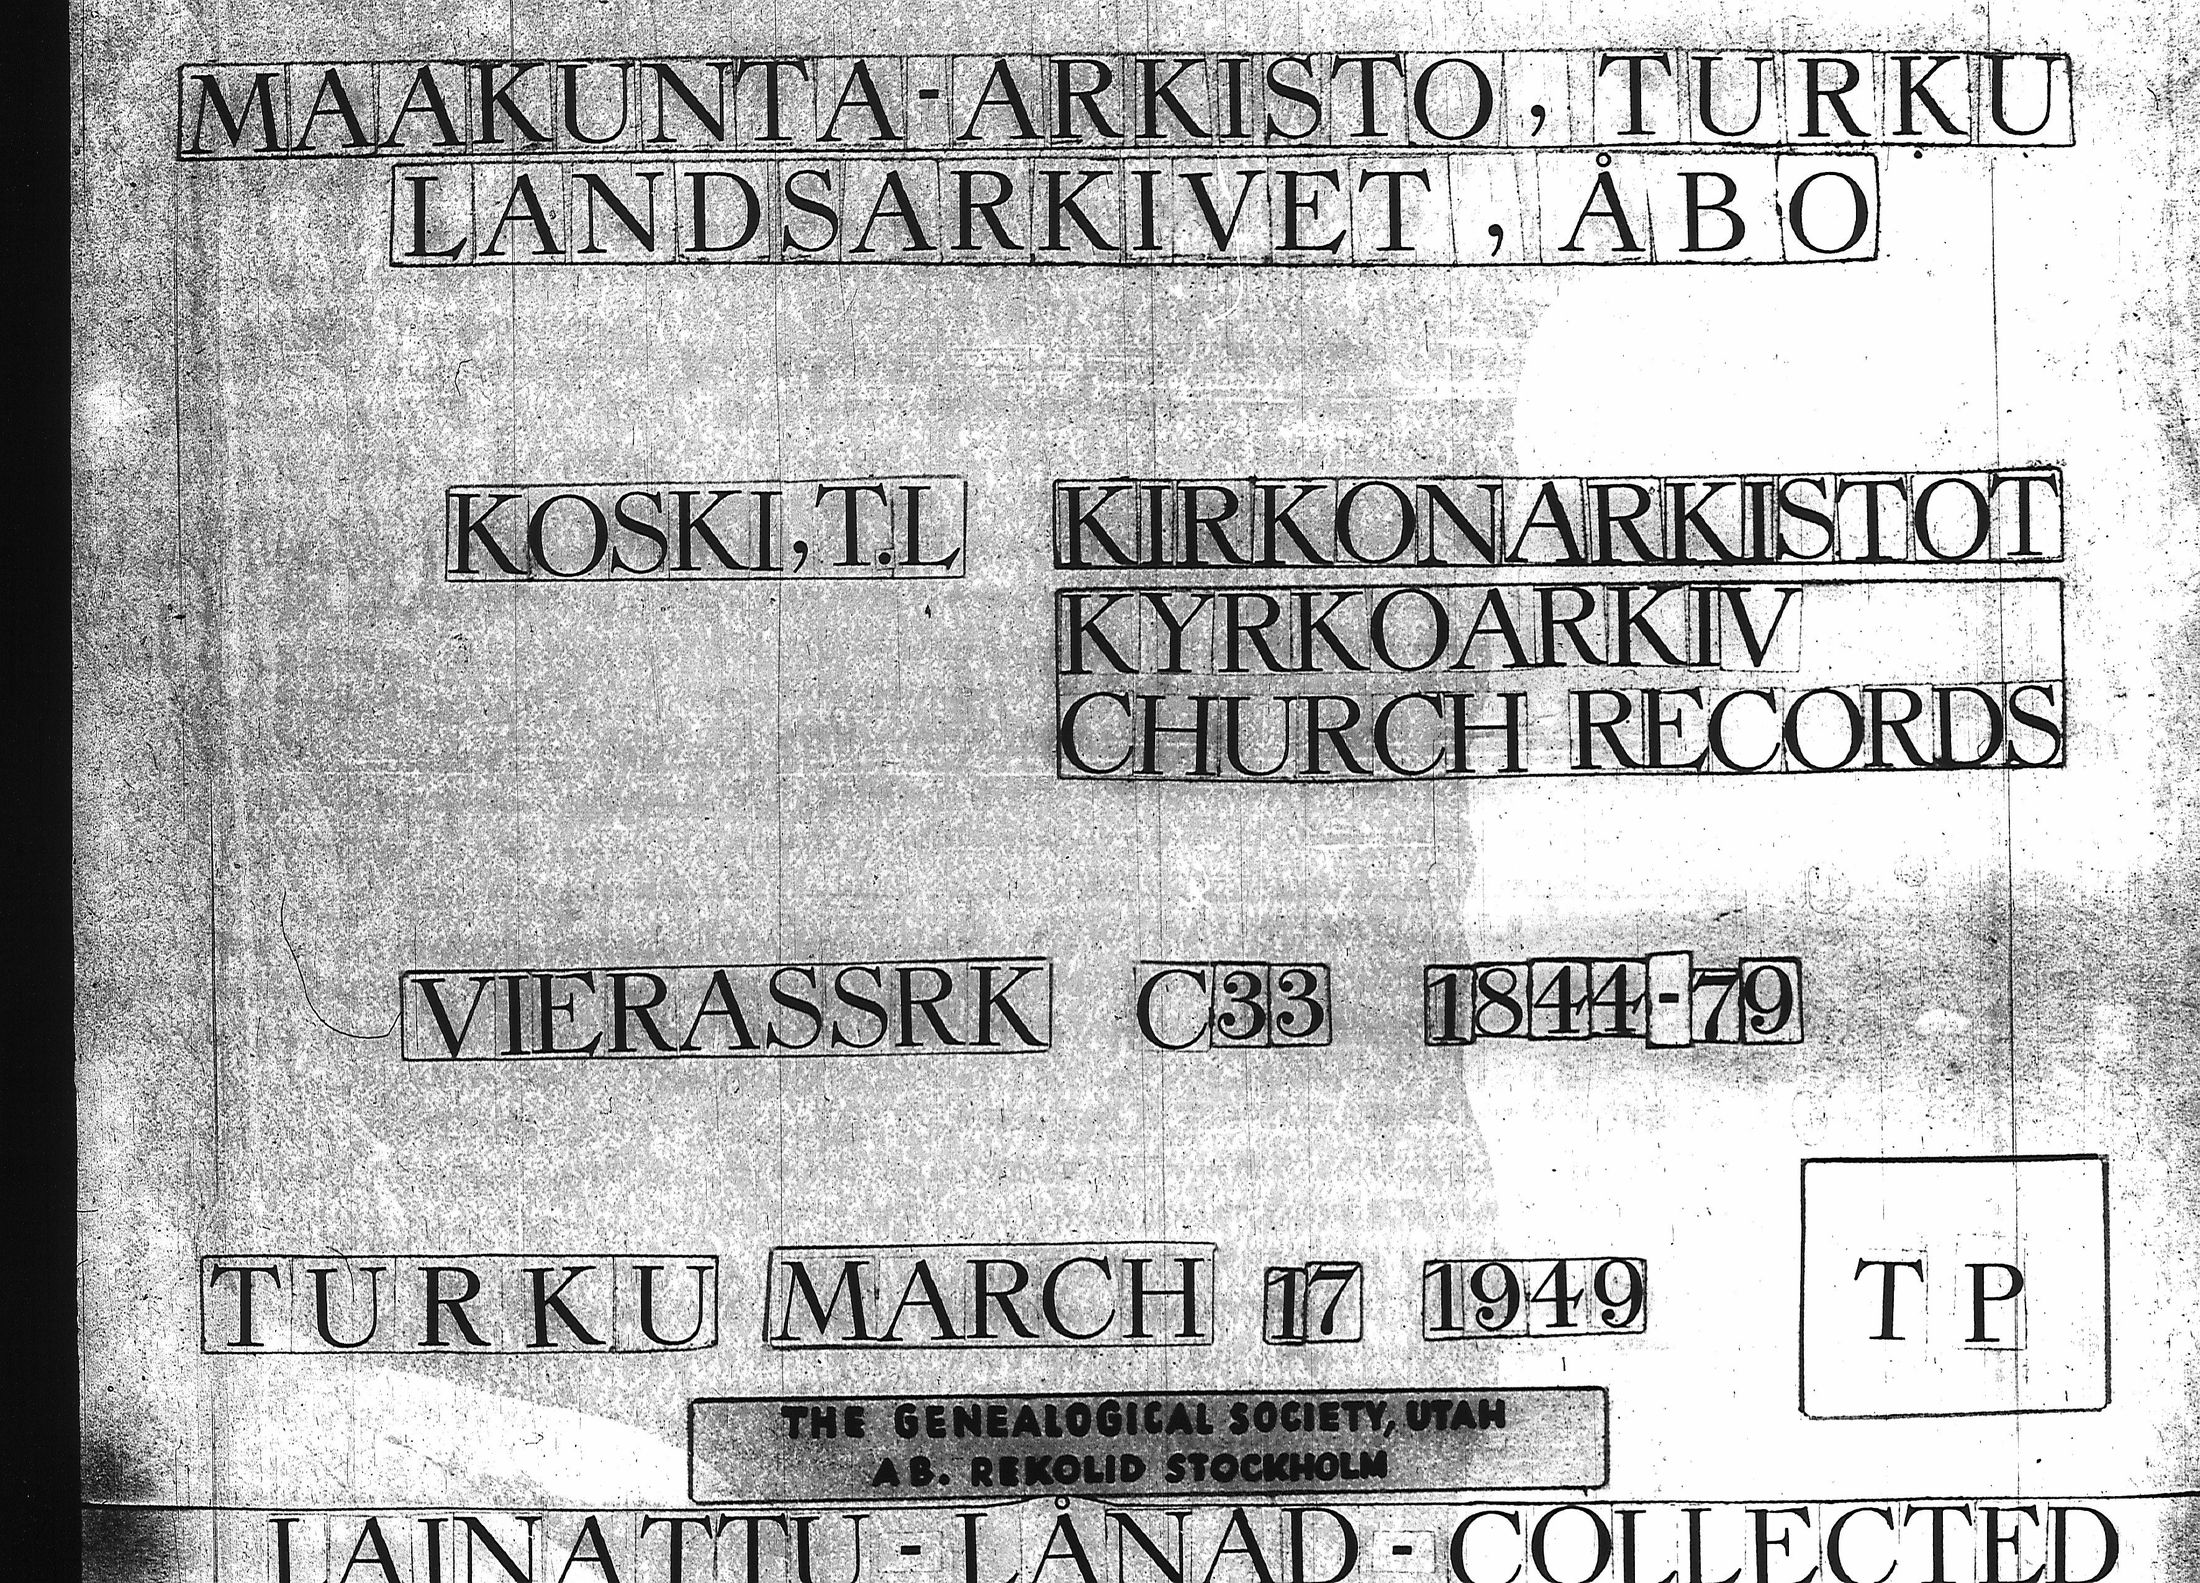 MAAKUNTA-ARKISTO, TURKU
LANDSARKIVET, ÅBO
KOSKI, T.L KIRKONARKISTOT
KYRKOARKIV
CHURCH RECORDS
VIERASSRK C33 1844-79
TURKU MARCH 17 1949
TP
THE GENEALOGICAL SOCIETY, UTAH
AB. REKOLID STOCKHOLM
LAINATTU - LÅNAD - COLLECTED